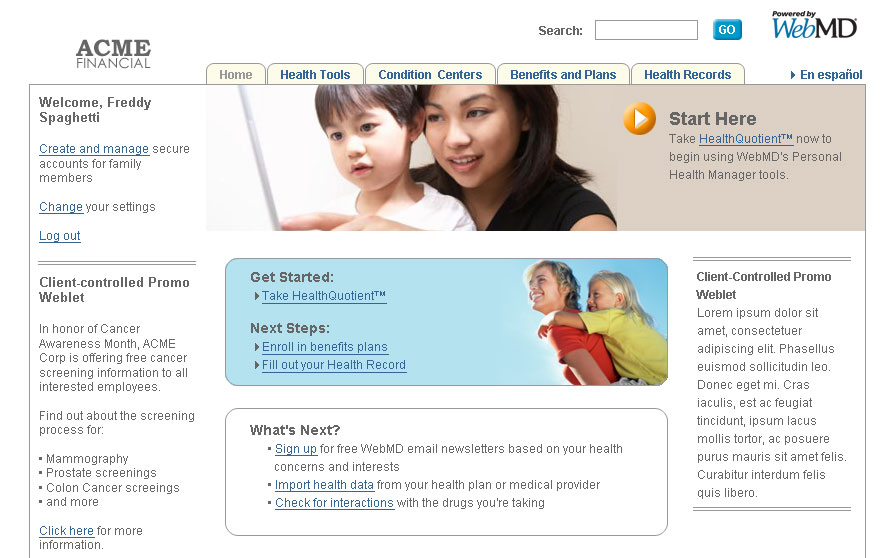 Powered by
WebMD
Search:
GO
ACME
FINANCIAL
Home
Health Tools
Condition Centers
Benefits and Plans
Health Records
En español
Welcome, Freddy
Spaghetti
Create and manage secure
accounts for family
members
Change your settings
Log out
Client-controlled Promo
Weblet
In honor of Cancer
Awareness Month, ACME
Corp is offering free cancer
screening information to all
interested employees.
Find out about the screening
process for:
• Mammography
• Prostate screenings
• Colon Cancer screeings
• and more
Click here for more
information.
Start Here
Take HealthQuotient™ now to
begin using WebMD's Personal
Health Manager tools.
Get Started:
Take HealthQuotient™
Next Steps:
Enroll in benefits plans
Fill out your Health Record
What's Next?
• Sign up for free WebMD email newsletters based on your health
concerns and interests
• Import health data from your health plan or medical provider
• Check for interactions with the drugs you're taking
Client-Controlled Promo
Weblet
Lorem ipsum dolor sit
amet, consectetuer
adipiscing elit. Phasellus
euismod sollicitudin leo.
Donec eget mi. Cras
iaculis, est ac feugiat
tincidunt, ipsum lacus
mollis tortor, ac posuere
purus mauris sit amet felis.
Curabitur interdum felis
quis libero.